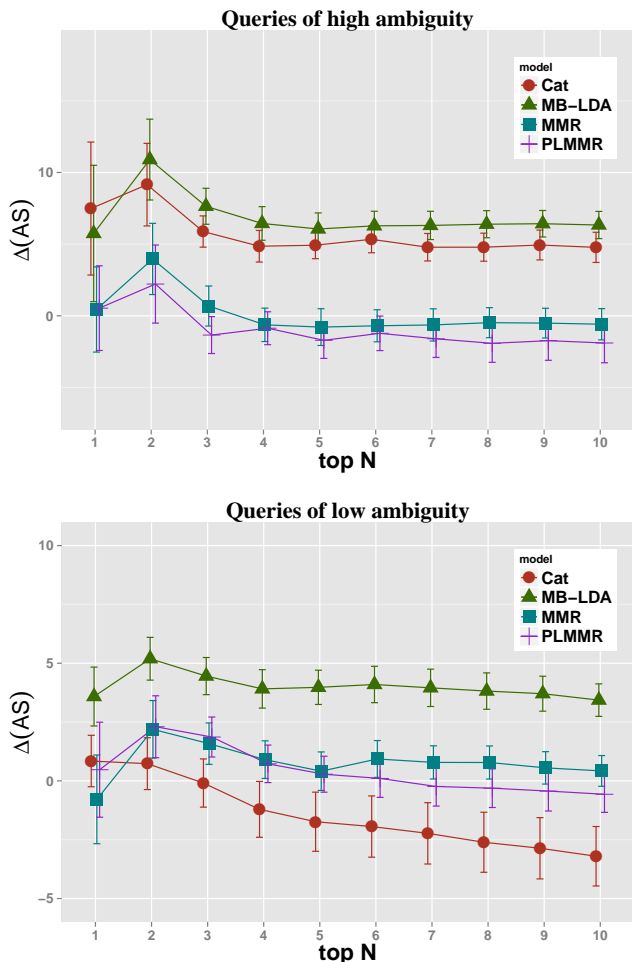 Queries of high ambiguity
model
Cat
MB−LDA
MMR
PLMMR
Δ(AS)
10
0
1 2 3 4 5 6 7 8 9 10
top N
Queries of low ambiguity
model
Cat
MB−LDA
MMR
PLMMR
Δ(AS)
10
5
0
−5
1 2 3 4 5 6 7 8 9 10
top N